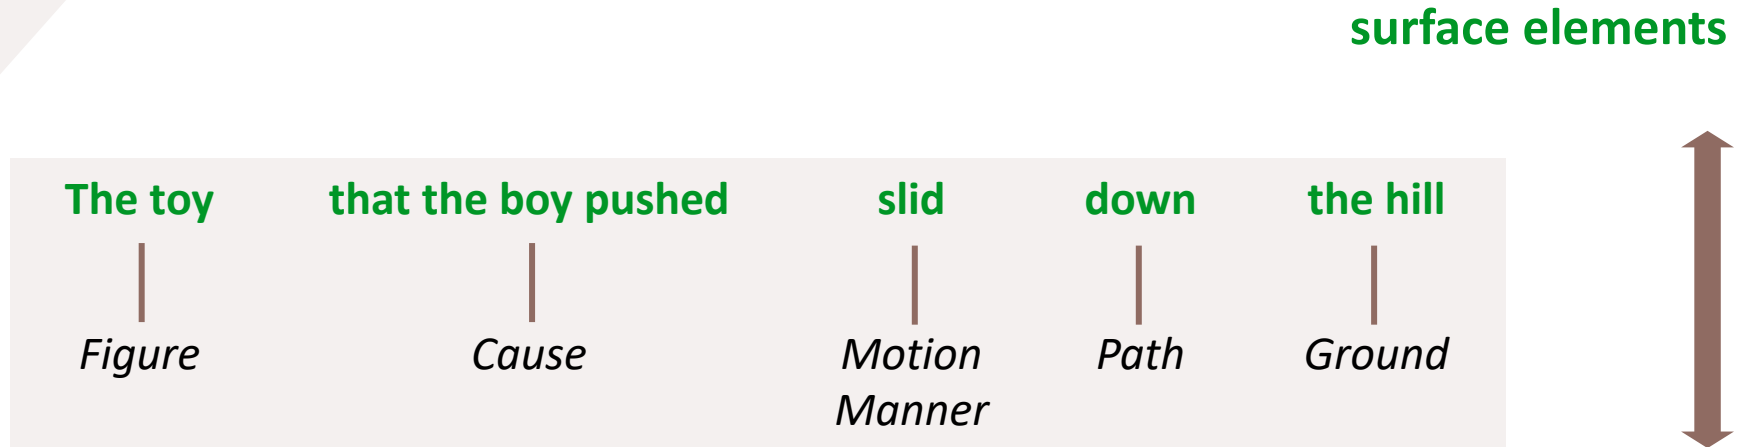 surface elements
The toy that the boy pushed slid down the hill
Figure Cause Motion Path Ground
Manner